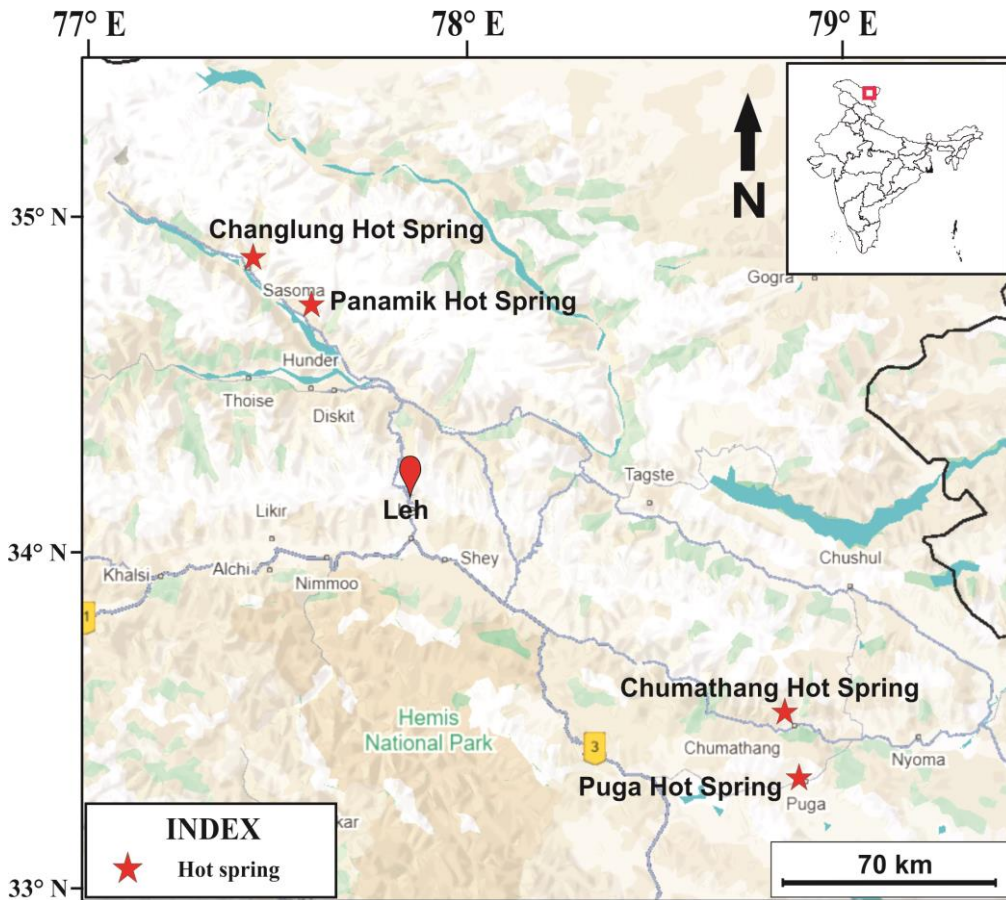 77° E
78° E
79° E
35° N
34° N
33° N
N
Changlung Hot Spring
Sasoma
Panamik Hot Spring
Gogra
Hunder
Thoise
Diskit
Leh
Tagste
Likir
Khalsi
Alchi
Nimmoo
Shey
Chushul
1
Chumathang Hot Spring
Hemis
National Park
3
Chumathang
Nyoma
Puga Hot Spring
Puga
kar
INDEX
Hot spring
70 km